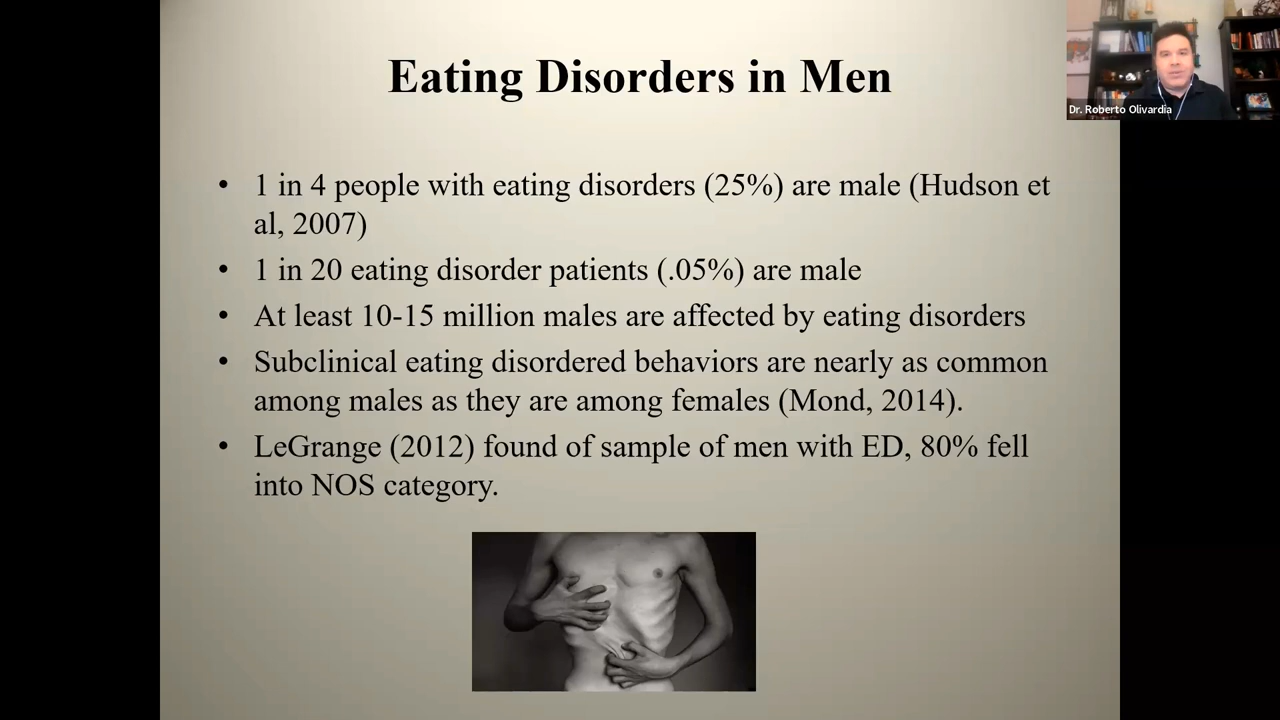 Eating Disorders in Men
Dr. Roberto Olivardia
• 1 in 4 people with eating disorders (25%) are male (Hudson et
al, 2007)
• 1 in 20 eating disorder patients (.05%) are male
• At least 10-15 million males are affected by eating disorders
• Subclinical eating disordered behaviors are nearly as common
among males as they are among females (Mond, 2014).
• LeGrange (2012) found of sample of men with ED, 80% fell
into NOS category.